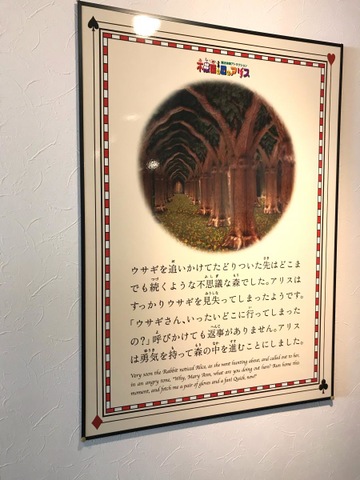 ウサギを追いかけてたどりついた先はどこま
でも続くような不思議な森でした。アリスは
すっかりウサギを見失ってしまったようです。
「ウサギさん、いったいどこに行ってしまった
の?」呼びかけても返事がありません。アリス
は勇気を持って森の中を進むことにしました。
Very soon the Rabbit noticed Alice, as she went hunting about, and called out to her,
in an angry tone, "Why, Mary Ann, what are you doing out here? Run home this
moment, and fetch me a pair of gloves and a fan! Quick, now!"